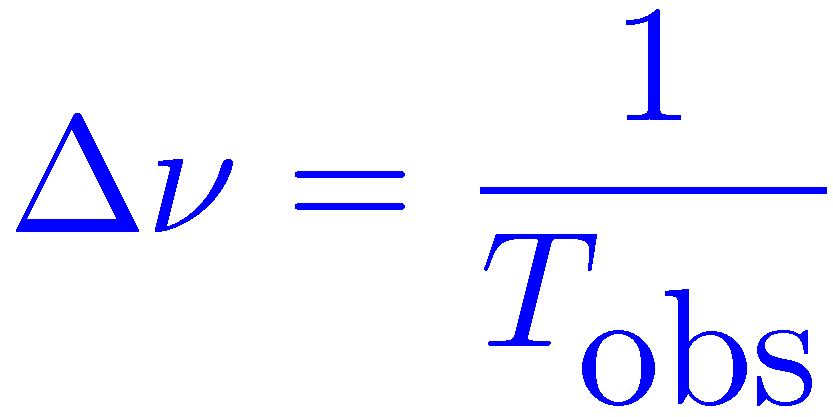 Δν = 1/T_obs